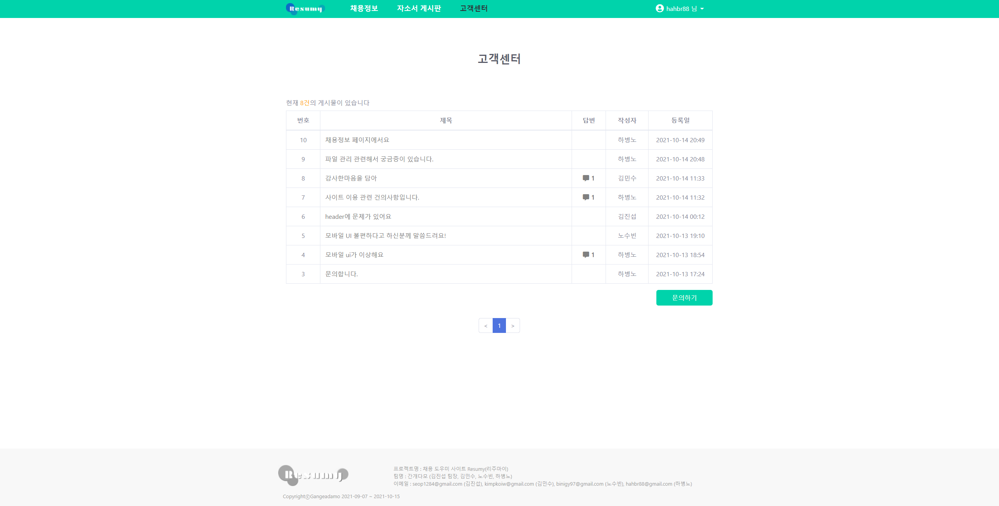 Resumy 채용정보 자소서 게시판 고객센터 hahbr88 님
고객센터
현재 8건의 게시물이 있습니다
번호 제목 답변 작성자 등록일
10 채용정보 페이지에서요 하병노 2021-10-14 20:49
9 파일 관리 관련해서 궁금증이 있습니다. 하병노 2021-10-14 20:48
8 감사한마음을 담아 1 김민수 2021-10-14 11:33
7 사이트 이용 관련 건의사항입니다. 1 하병노 2021-10-14 11:32
6 header에 문제가 있어요 김진섭 2021-10-14 00:12
5 모바일 UI 불편하다고 하신분께 말씀드려요! 노수빈 2021-10-13 19:10
4 모바일 ui가 이상해요 1 하병노 2021-10-13 18:54
3 문의합니다. 하병노 2021-10-13 17:24
문의하기
< 1 >
Resumy
프로젝트명 : 채용 도우미 사이트 Resumy(리주마이)
팀명 : 간개다모 (김진섭 팀장, 김민수, 노수빈, 하병노)
이메일 : seop1284@gmail.com (김진섭), kimpkoiw@gmail.com (김민수), binigy97@gmail.com (노수빈), hahbr88@gmail.com (하병노)
CopyrightⓒGangeadamo 2021-09-07 ~ 2021-10-15